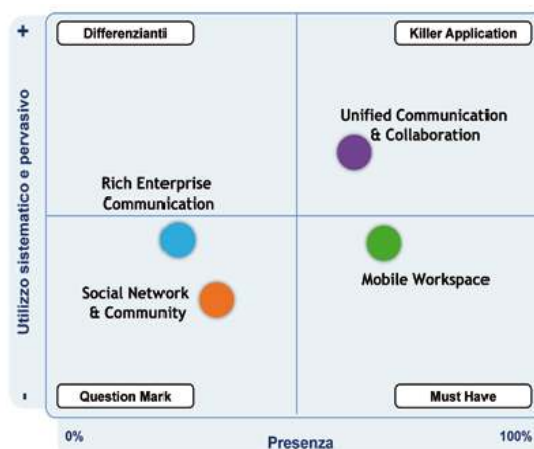 +
Differenziantii
Killer Application
Unified Communication
& Collaboration
Rich Enterprise
Communication
Utilizzo sistematico e pervasivo
Social Network
& Community
Mobile Workspace
-
Question Mark
Must Have
0%
Presenza
100%